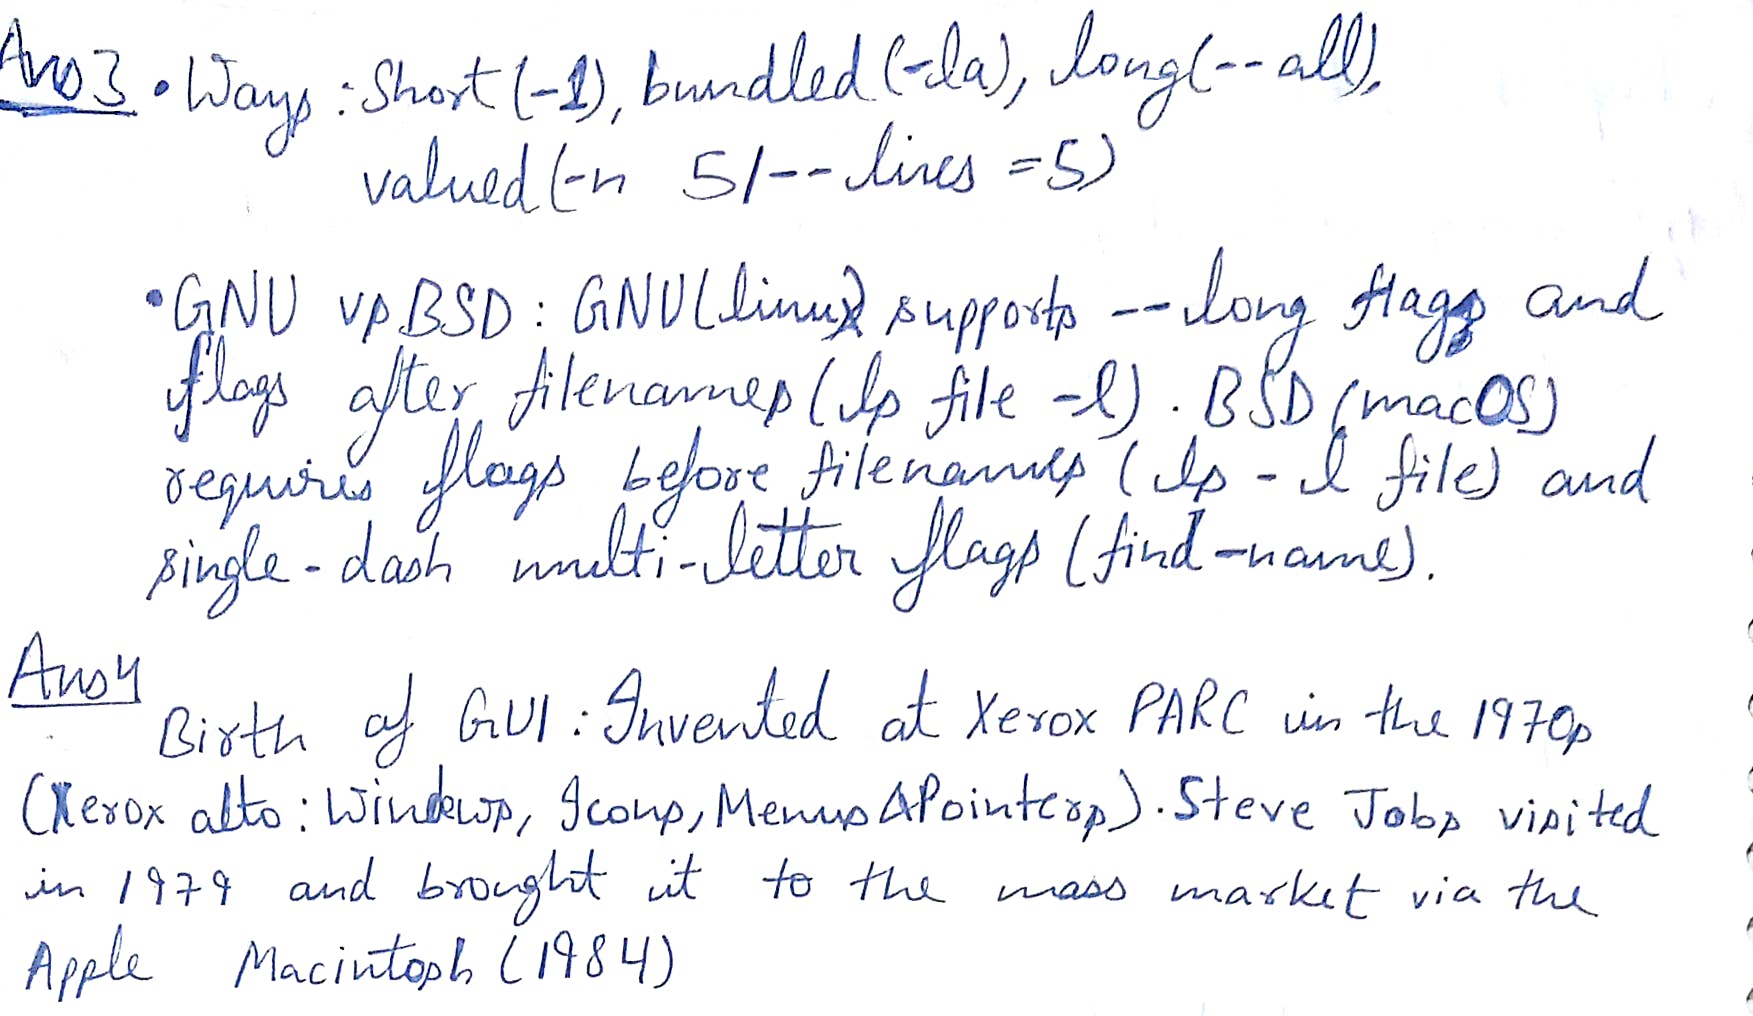 Ans3 • Ways : Short (-1), bundled (-la), long (--all),
valued (-n 5/--lines =5)
• GNU vs BSD : GNU (linux) supports --long flags and
flags after filenames (ls file -l). BSD (macOS)
requires flags before filenames (ls -l file) and
single-dash multi-letter flags (find -name).
Ans4
Birth of GUI : Invented at Xerox PARC in the 1970s
(Xerox alto : Windows, Icons, Menus & Pointers). Steve Jobs visited
in 1979 and brought it to the mass market via the
Apple Macintosh (1984)